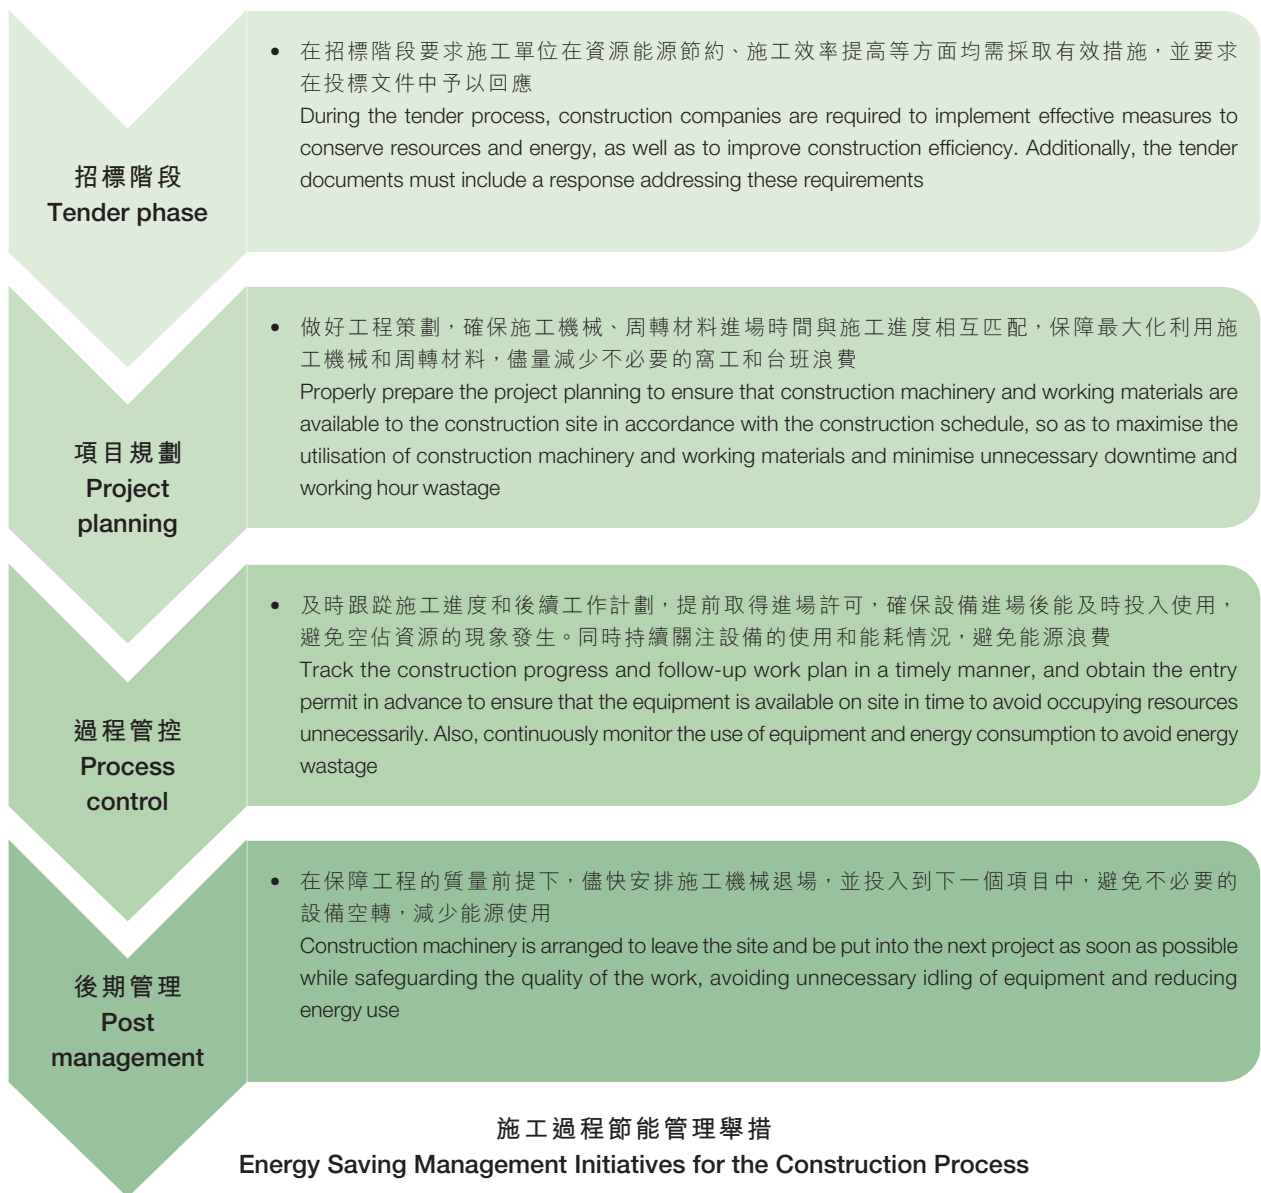 招標階段
Tender phase
• 在招標階段要求施工單位在資源能源節約、施工效率提高等方面均需採取有效措施，並要求
在投標文件中予以回應
During the tender process, construction companies are required to implement effective measures to
conserve resources and energy, as well as to improve construction efficiency. Additionally, the tender
documents must include a response addressing these requirements
項目規劃
Project
planning
• 做好工程策劃，確保施工機械、周轉材料進場時間與施工進度相互匹配，保障最大化利用施
工機械和周轉材料，儘量減少不必要的窩工和台班浪費
Properly prepare the project planning to ensure that construction machinery and working materials are
available to the construction site in accordance with the construction schedule, so as to maximise the
utilisation of construction machinery and working materials and minimise unnecessary downtime and
working hour wastage
過程管控
Process
control
• 及時跟蹤施工進度和後續工作計劃，提前取得進場許可，確保設備進場後能及時投入使用，
避免空佔資源的現象發生。同時持續關注設備的使用和能耗情況，避免能源浪費
Track the construction progress and follow-up work plan in a timely manner, and obtain the entry
permit in advance to ensure that the equipment is available on site in time to avoid occupying resources
unnecessarily. Also, continuously monitor the use of equipment and energy consumption to avoid energy
wastage
後期管理
Post
management
• 在保障工程的質量前提下，儘快安排施工機械退場，並投入到下一個項目中，避免不必要的
設備空轉，減少能源使用
Construction machinery is arranged to leave the site and be put into the next project as soon as possible
while safeguarding the quality of the work, avoiding unnecessary idling of equipment and reducing
energy use
施工過程節能管理舉措
Energy Saving Management Initiatives for the Construction Process